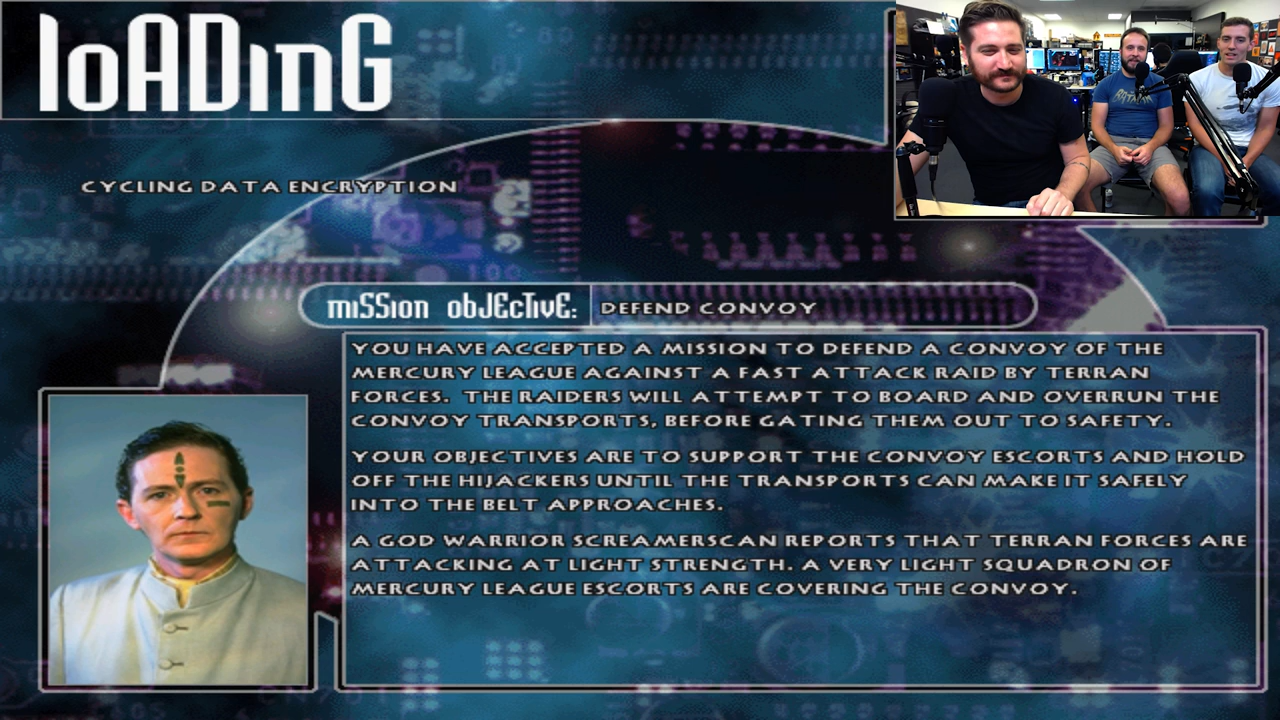 loADinG
CYCLING DATA ENCRYPTION
miSSion obJEcTivE: DEFEND CONVOY
YOU HAVE ACCEPTED A MISSION TO DEFEND A CONVOY OF THE
MERCURY LEAGUE AGAINST A FAST ATTACK RAID BY TERRAN
FORCES. THE RAIDERS WILL ATTEMPT TO BOARD AND OVERRUN THE
CONVOY TRANSPORTS, BEFORE GATING THEM OUT TO SAFETY.
YOUR OBJECTIVES ARE TO SUPPORT THE CONVOY ESCORTS AND HOLD
OFF THE HIJACKERS UNTIL THE TRANSPORTS CAN MAKE IT SAFELY
INTO THE BELT APPROACHES.
A GOD WARRIOR SCREAMERSCAN REPORTS THAT TERRAN FORCES ARE
ATTACKING AT LIGHT STRENGTH. A VERY LIGHT SQUADRON OF
MERCURY LEAGUE ESCORTS ARE COVERING THE CONVOY.